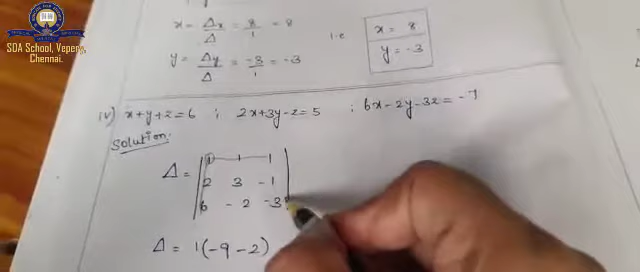 SDA School, Vepery,
Chennai.
x = Δx/Δ = 8/1 = 8
i.e x = 8
y = Δy/Δ = -3/1 = -3
y = -3
iv) x+y+z=6 ; 2x+3y-z=5 ; 6x-2y-3z=-7
Solution:
Δ = | 1 1 1 |
2 3 -1
6 -2 -3
Δ = 1(-9-2)